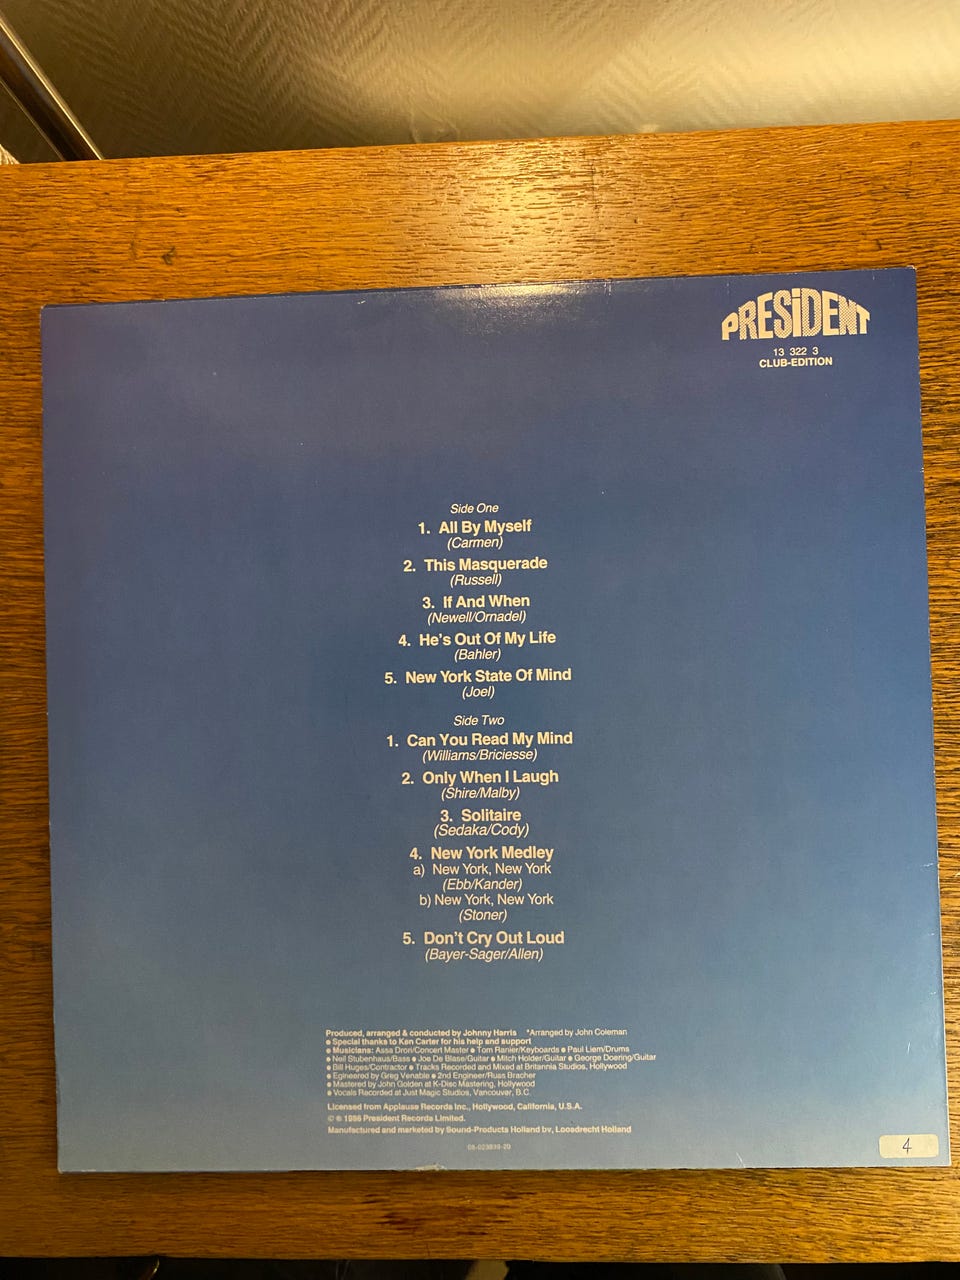 PRESiDENT
13 322 3
CLUB-EDITION
Side One
1. All By Myself
(Carmen)
2. This Masquerade
(Russell)
3. If And When
(Newell/Ornadel)
4. He's Out Of My Life
(Bahler)
5. New York State Of Mind
(Joel)
Side Two
1. Can You Read My Mind
(Williams/Briciesse)
2. Only When I Laugh
(Shire/Malby)
3. Solitaire
(Sedaka/Cody)
4. New York Medley
a) New York, New York
(Ebb/Kander)
b) New York, New York
(Stoner)
5. Don't Cry Out Loud
(Bayer-Sager/Allen)
Produced, arranged & conducted by Johnny Harris *Arranged by John Coleman
● Special thanks to Ken Carter for his help and support
● Musicians: Assa Drori/Concert Master ● Tom Ranier/Keyboards ● Paul Liem/Drums
● Neil Stubenhaus/Bass ● Joe De Blase/Guitar ● Mitch Holder/Guitar ● George Doering/Guitar
● Bill Huges/Contractor ● Tracks Recorded and Mixed at Britannia Studios, Hollywood
● Egineered by Greg Venable ● 2nd Engineer/Russ Bracher
● Mastered by John Golden at K-Disc Mastering, Hollywood
● Vocals Recorded at Just Magic Studios, Vancouver, B.C.
Licensed from Applause Records Inc., Hollywood, California, U.S.A.
© ℗ 1986 President Records Limited.
Manufactured and marketed by Sound-Products Holland bv, Loosdrecht Holland
4